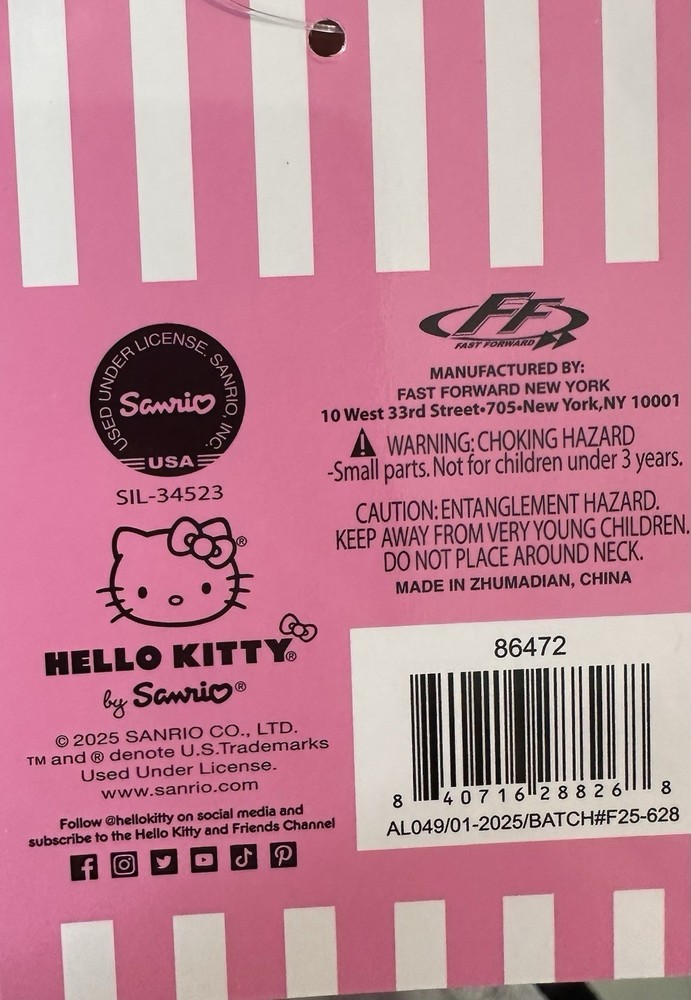 USED UNDER LICENSE. SANRIO INC.
Sanrio
USA
SIL-34523
®
HELLO KITTY®
by Sanrio®
© 2025 SANRIO CO., LTD.
TM and ® denote U.S.Trademarks
Used Under License.
www.sanrio.com
Follow @hellokitty on social media and
subscribe to the Hello Kitty and Friends Channel
FF
FAST FORWARD
MANUFACTURED BY:
FAST FORWARD NEW YORK
10 West 33rd Street•705•New York,NY 10001
WARNING: CHOKING HAZARD
-Small parts. Not for children under 3 years.
CAUTION: ENTANGLEMENT HAZARD.
KEEP AWAY FROM VERY YOUNG CHILDREN.
DO NOT PLACE AROUND NECK.
MADE IN ZHUMADIAN, CHINA
86472
8 40716 28826 8
AL049/01-2025/BATCH#F25-628